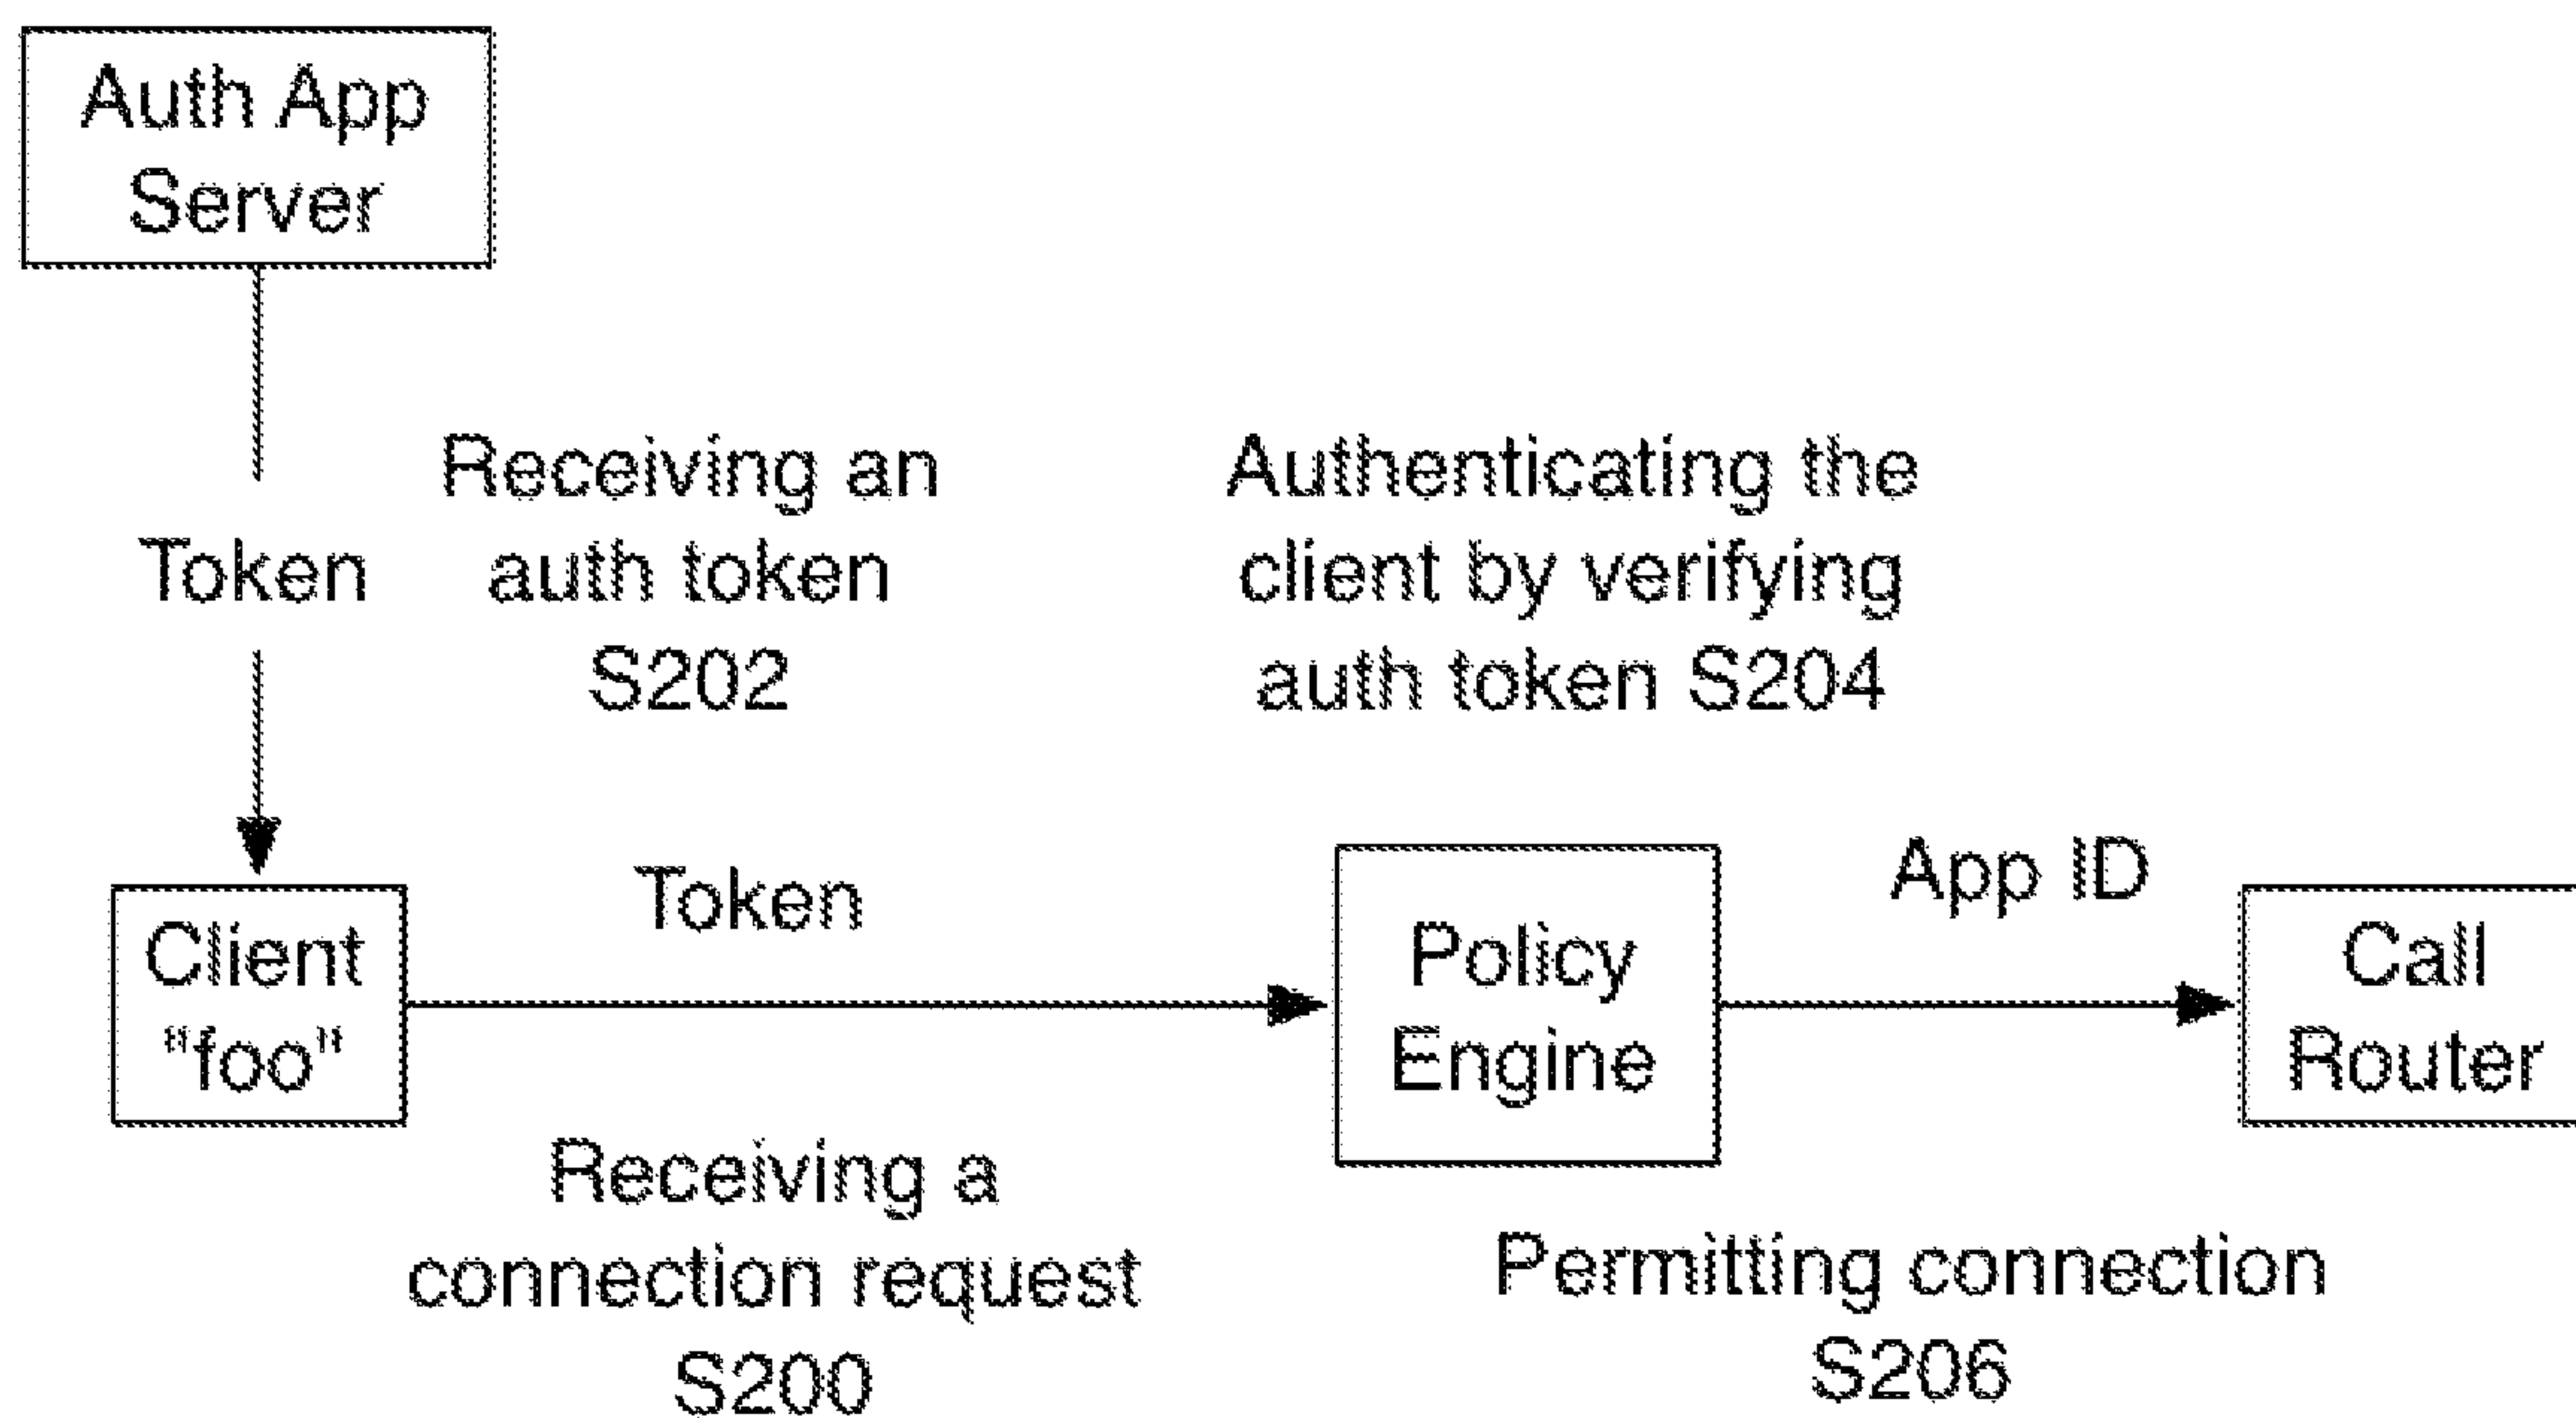 Auth App
Server
Token
Receiving an
auth token
S202
Authenticating the
client by verifying
auth token S204
Client
"foo"
Token
Policy
Engine
App ID
Call
Router
Receiving a
connection request
S200
Permitting connection
S206